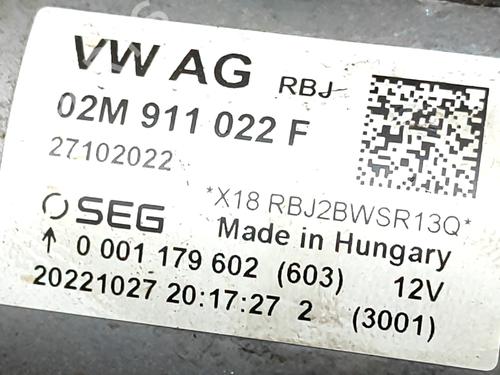 VW AG RBJ
02M 911 022 F
27102022
*X18 RBJ2BWSR13Q*
SEG Made in Hungary
↑ 0 001 179 602 (603) 12V
20221027 20:17:27 2 (3001)